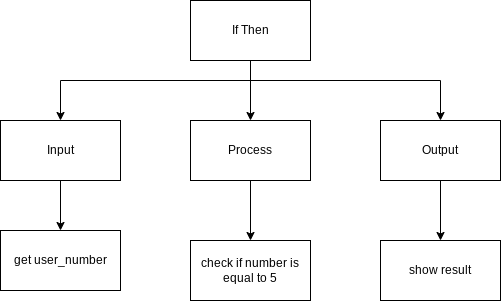 If Then
Input
Process
Output
get user_number
check if number is
equal to 5
show result